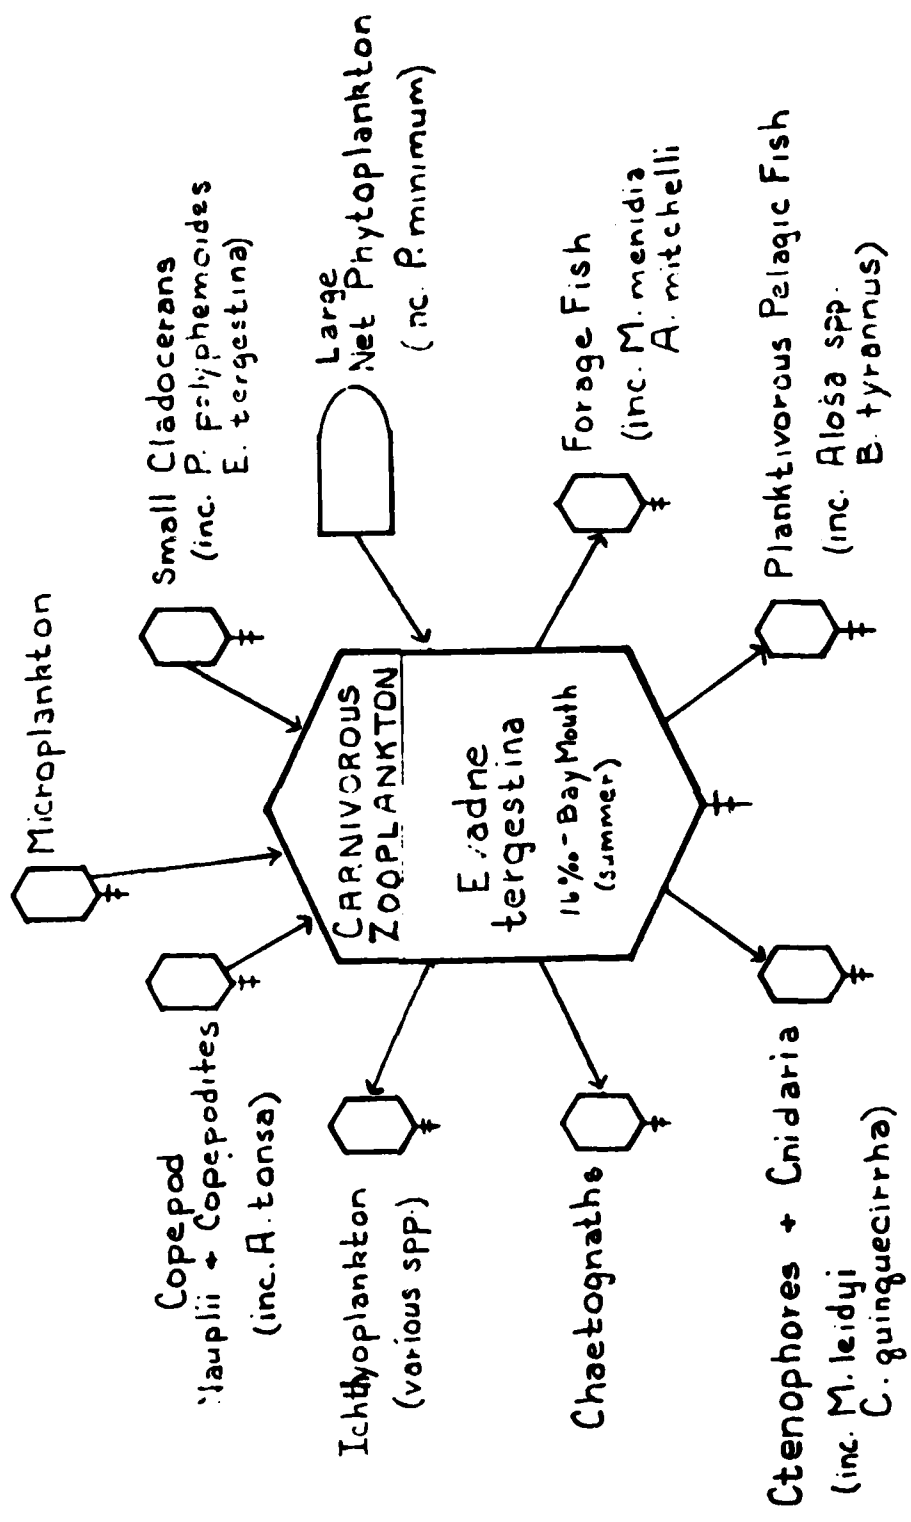 Microplankton
Copepod
Nauplii + Copepodites
(inc. A. tonsa)
Small Cladocerans
(inc. P. polyphemoides
E. tergestina)
Large
Net Phytoplankton
(inc. P. minimum)
CARNIVOROUS
ZOOPLANKTON
Evadne
tergestina
16‰-Bay Mouth
(summer)
Ichthyoplankton
(various spp.)
Forage Fish
(inc. M. menidia
A. mitchelli
Chaetognaths
Planktivorous Pelagic Fish
(inc. Alosa spp.
B. tyrannus)
Ctenophores + Cnidaria
(inc. M. leidyi
C. quinquecirrha)